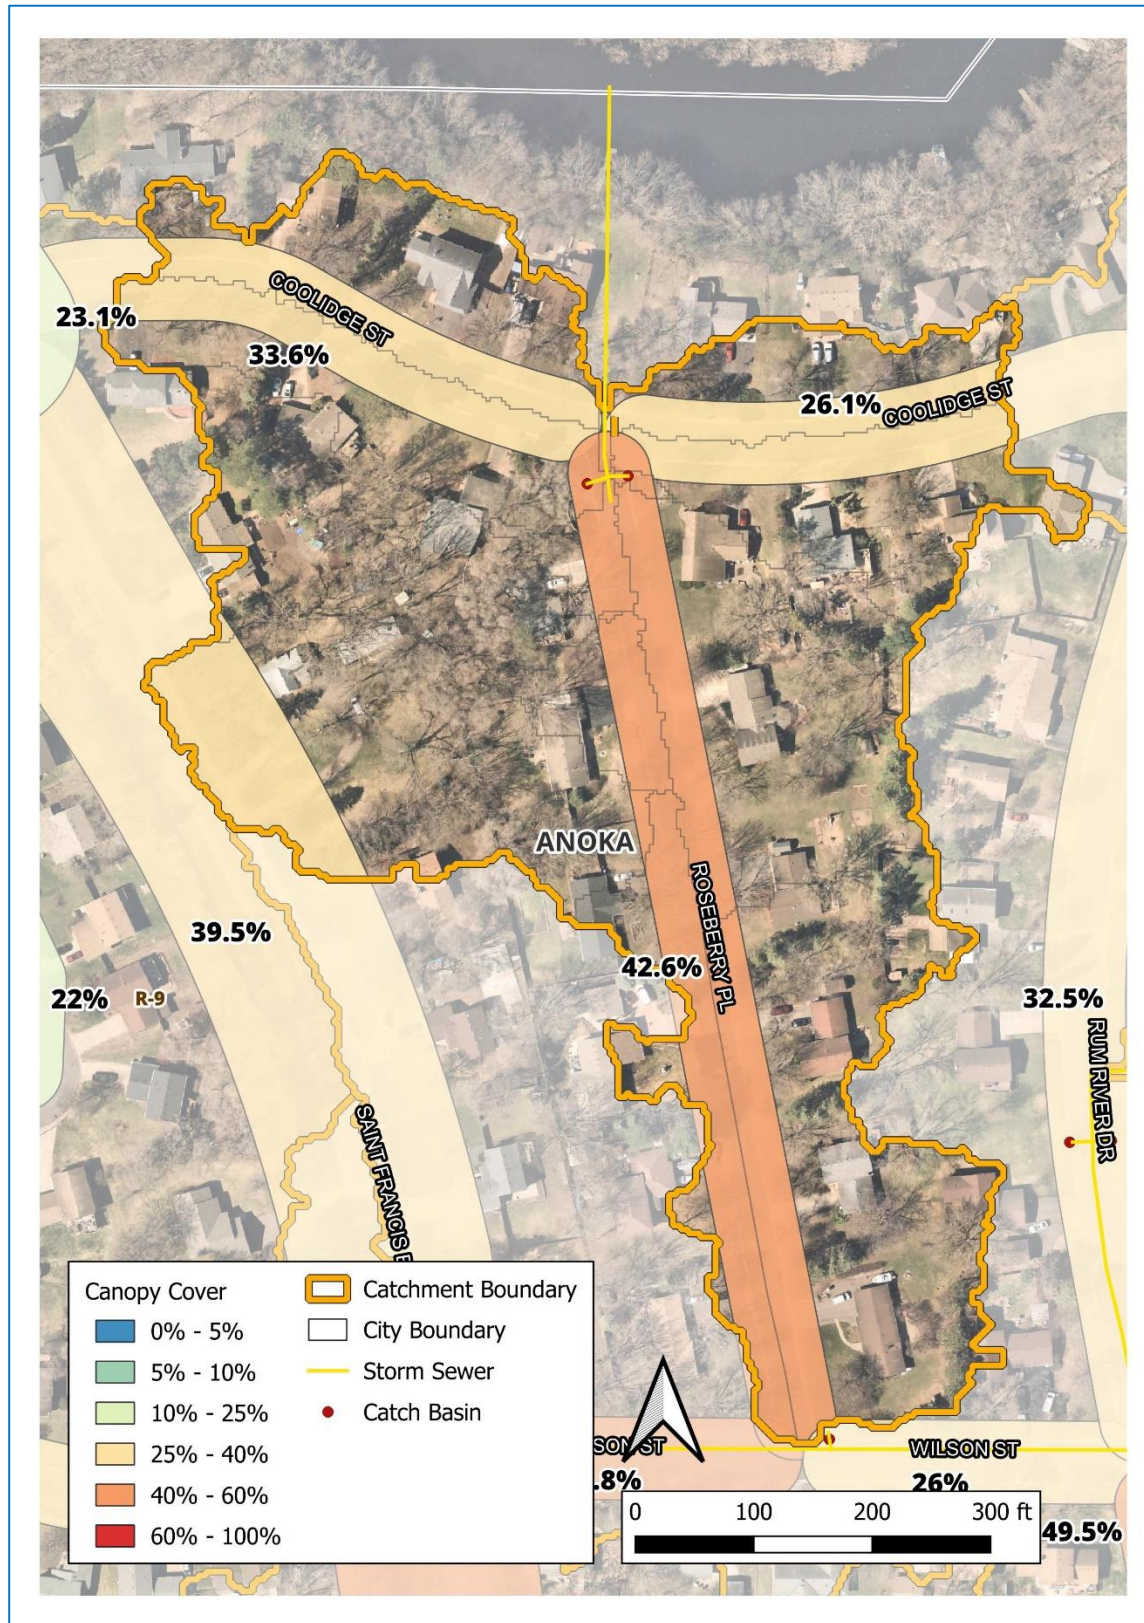 COOLIDGE ST
23.1%
33.6%
26.1%
COOLIDGE ST
ANOKA
ROSEBERRY PL
39.5%
42.6%
22%
R-9
32.5%
RUM RIVER DR
SAINT FRANCIS
WILSON ST
.8%
26%
49.5%
Canopy Cover
0% - 5%
5% - 10%
10% - 25%
25% - 40%
40% - 60%
60% - 100%
Catchment Boundary
City Boundary
Storm Sewer
Catch Basin
0 100 200 300 ft